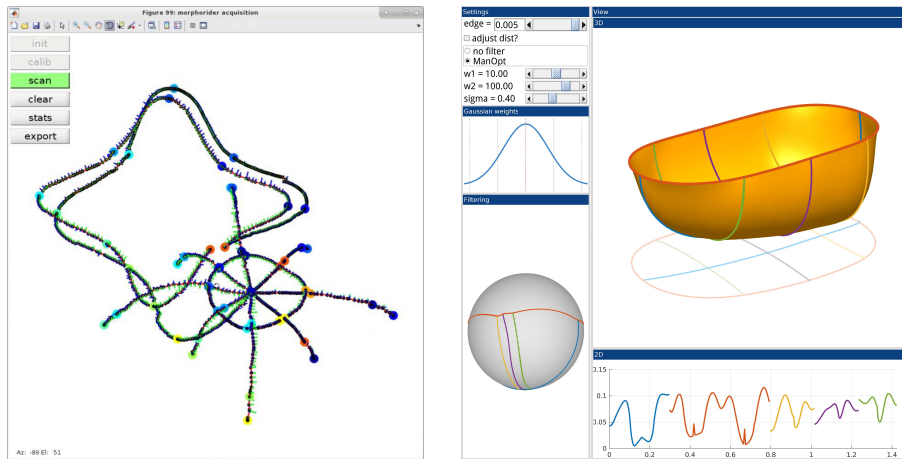 Figure 99: morphorider acquisition
init
calib
scan
clear
stats
export
Az: -89 El: 51
Settings
edge = 0.005
adjust dist?
no filter
ManOpt
w1 = 10.00
w2 = 100.00
sigma = 0.40
Gaussian weights
Filtering
View
3D
2D
0.15
0.1
0.05
0
0 0.2 0.4 0.6 0.8 1 1.2 1.4